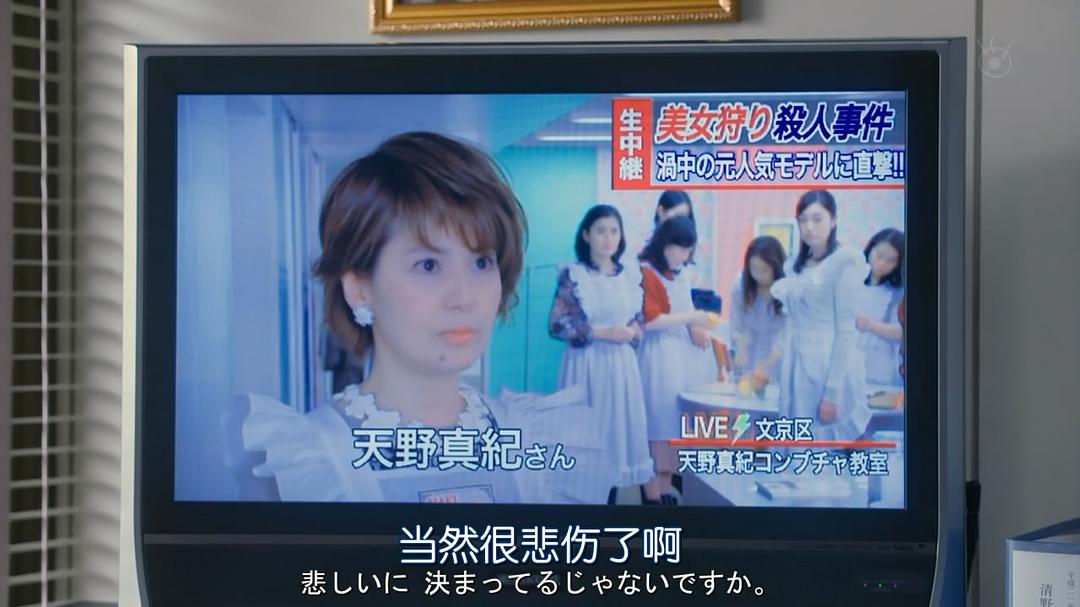 生中継
美女狩り殺人事件
渦中の元人気モデルに直撃!!
天野真紀さん
LIVE 文京区
天野真紀コンブチャ教室
当然很悲伤了啊
悲しいに 決まってるじゃないですか。
清野